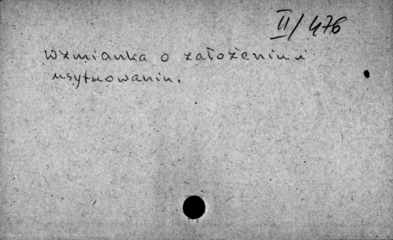 II/476
Wzmianka o założeniu i
usytuowaniu.